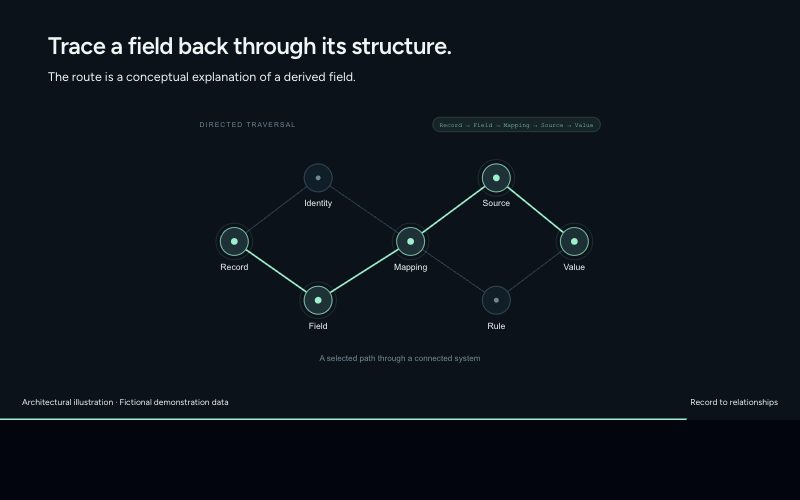 Trace a field back through its structure.
The route is a conceptual explanation of a derived field.
DIRECTED TRAVERSAL
Record → Field → Mapping → Source → Value
Identity
Source
Record
Mapping
Value
Field
Rule
A selected path through a connected system
Architectural illustration · Fictional demonstration data
Record to relationships